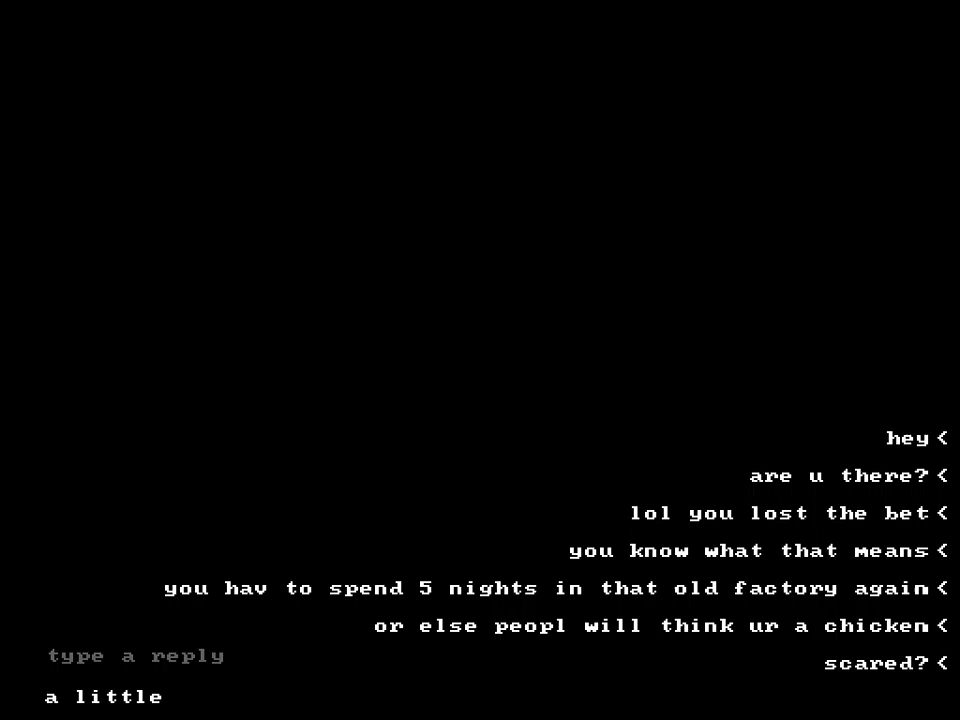 hey <
are u there? <
lol you lost the bet <
you know what that means <
you hav to spend 5 nights in that old factory again <
or else peopl will think ur a chicken <
type a reply
scared? <
a little